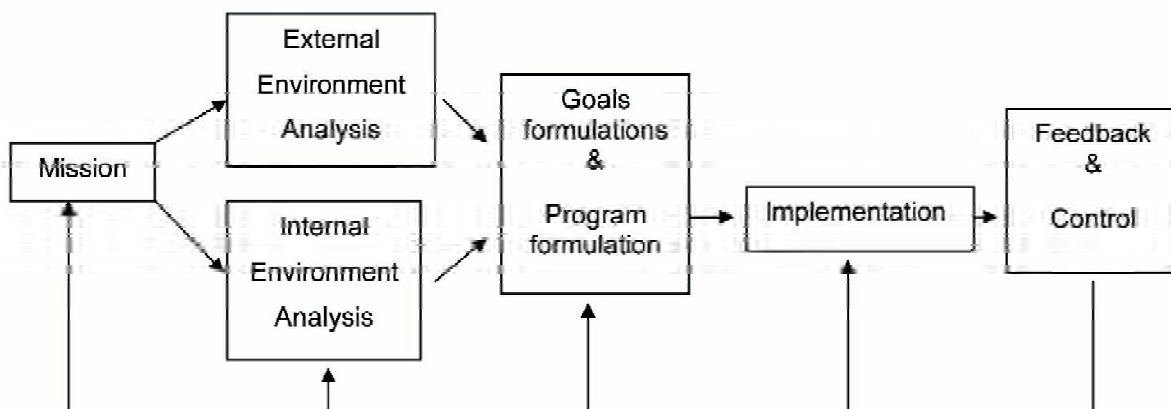 Mission
External
Environment
Analysis
Internal
Environment
Analysis
Goals
formulations
&
Program
formulation
Implementation
Feedback
&
Control